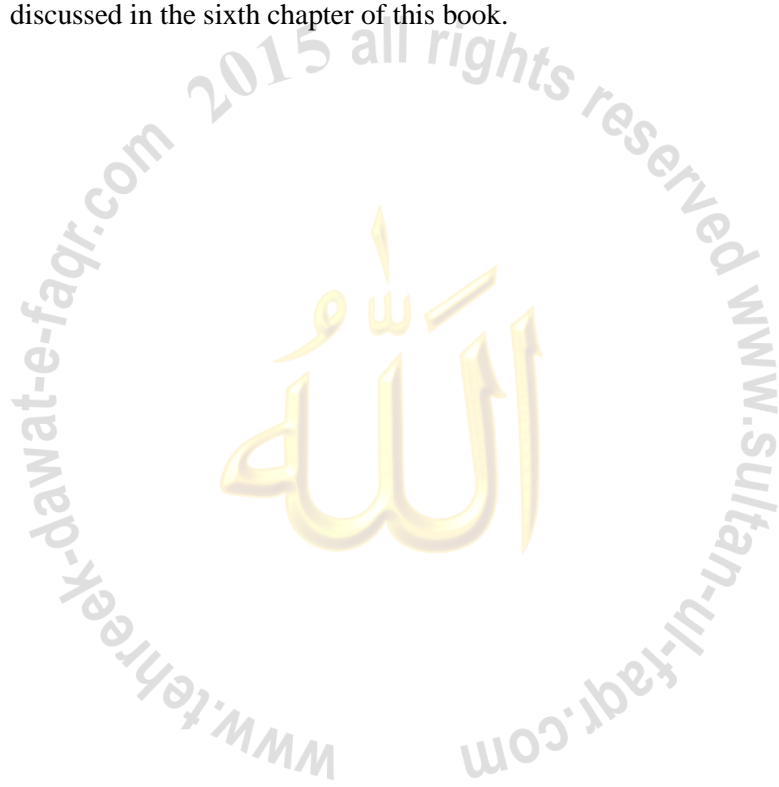 discussed in the sixth chapter of this book.
www.tehreek-dawat-e-faqr.com 2015 all rights reserved www.sultan-ul-faqr.com
اللهُ